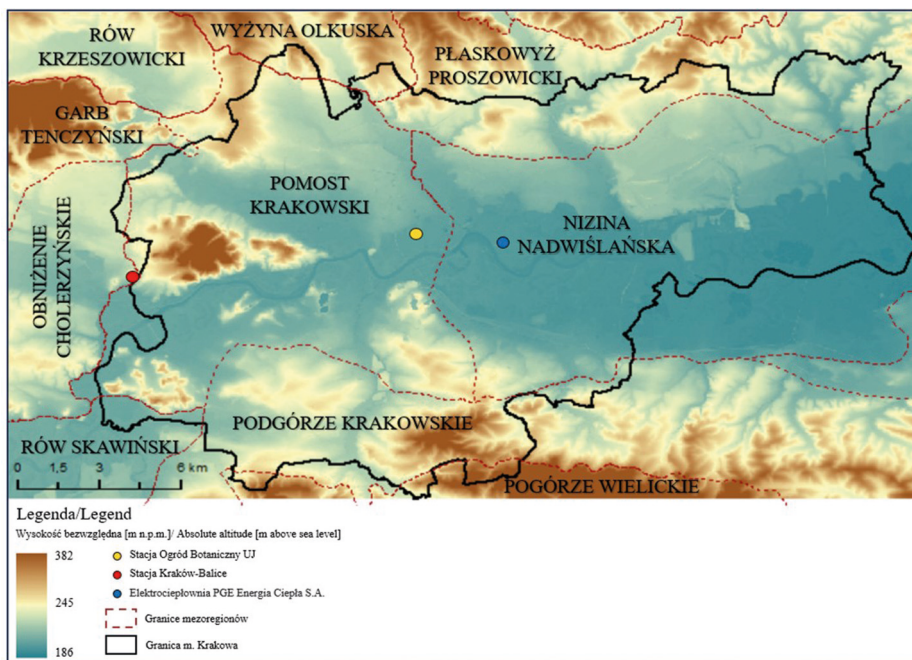 RÓW
KRZESZOWICKI
WYŻYNA OLKUSKA
PŁASKOWYŻ
PROSZOWICKI
GARB
TENCZYŃSKI
POMOST
KRAKOWSKI
NIZINA
NADWIŚLAŃSKA
OBNIŻENIE
CHOLERZYŃSKIE
PODGÓRZE KRAKOWSKIE
RÓW SKAWIŃSKI
POGÓRZE WIELICKIE
0 1,5 3 6 km
Legenda/Legend
Wysokość bezwzględna [m n.p.m.]/ Absolute altitude [m above sea level]
382
245
186
Stacja Ogród Botaniczny UJ
Stacja Kraków-Balice
Elektrociepłownia PGE Energia Ciepła S.A.
Granice mezoregionów
Granica m. Krakowa